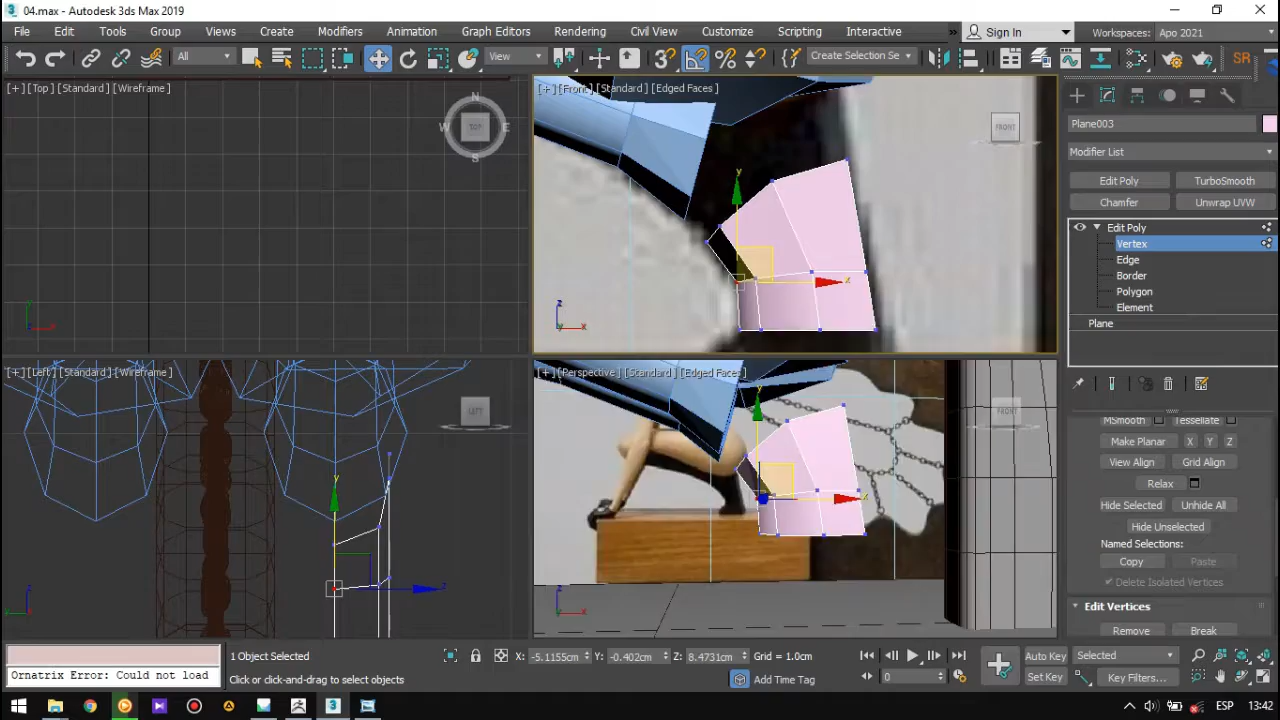 04.max - Autodesk 3ds Max 2019
File Edit Tools Group Views Create Modifiers Animation Graph Editors Rendering Civil View Customize Scripting Interactive Sign In Workspaces: Apo 2021
All View Create Selection Se
[+] [Top] [Standard] [Wireframe]
N
W TOP E
S
[+] [Front] [Standard] [Edged Faces]
FRONT
y
x
z
x
[+] [Left] [Standard] [Wireframe]
LEFT
[+] [Perspective] [Standard] [Edged Faces]
FRONT
Plane003
Modifier List
Edit Poly TurboSmooth
Chamfer Unwrap UVW
Edit Poly
Vertex
Edge
Border
Polygon
Element
Plane
MSmooth Tessellate
Make Planar X Y Z
View Align Grid Align
Relax
Hide Selected Unhide All
Hide Unselected
Named Selections:
Copy Paste
Delete Isolated Vertices
Edit Vertices
Remove Break
1 Object Selected X: -5.1155cm Y: -0.402cm Z: 8.4731cm Grid = 1.0cm Auto Key Selected
Ornatrix Error: Could not load Click or click-and-drag to select objects Add Time Tag 0 Set Key Key Filters...
ESP 13:42